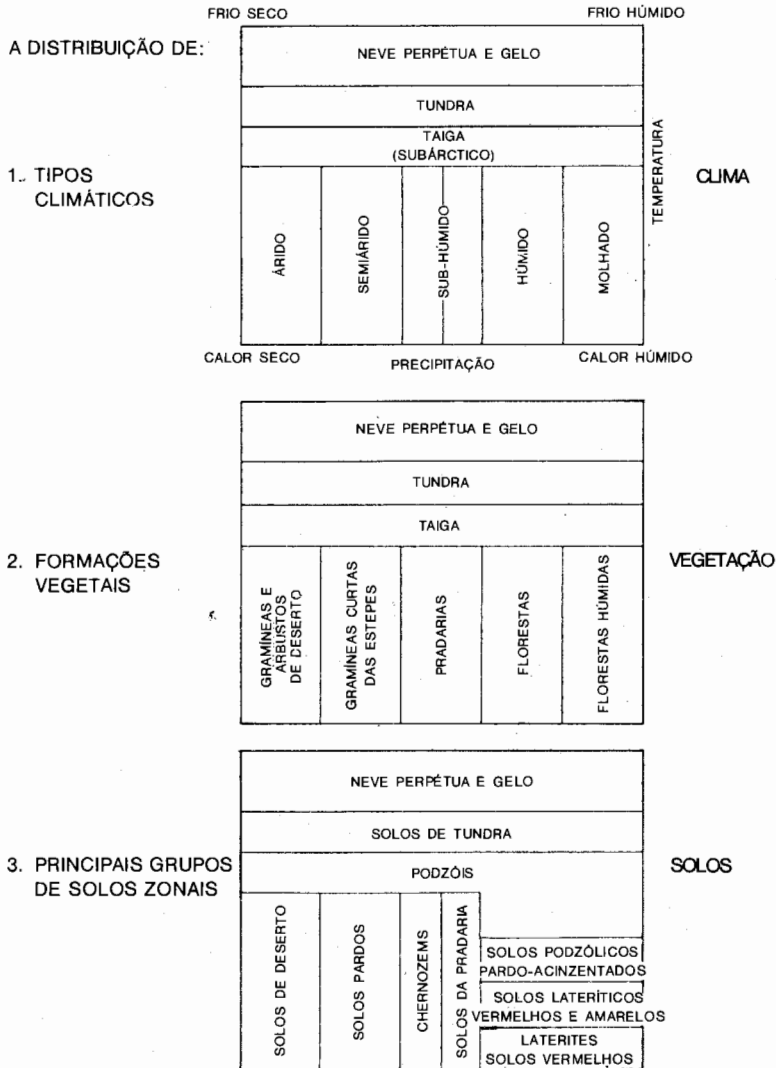 FRIO SECO
FRIO HÚMIDO
A DISTRIBUIÇÃO DE:
NEVE PERPÉTUA E GELO
TUNDRA
TAIGA
(SUBÁRCTICO)
1. TIPOS
CLIMÁTICOS
ÁRIDO
SEMIÁRIDO
SUB-HÚMIDO
HÚMIDO
MOLHADO
TEMPERATURA
CLIMA
CALOR SECO
PRECIPITAÇÃO
CALOR HÚMIDO
NEVE PERPÉTUA E GELO
TUNDRA
TAIGA
2. FORMAÇÕES
VEGETAIS
GRAMÍNEAS E
ARBUSTOS
DE DESERTO
GRAMÍNEAS CURTAS
DAS ESTEPES
PRADARIAS
FLORESTAS
FLORESTAS HÚMIDAS
VEGETAÇÃO
NEVE PERPÉTUA E GELO
SOLOS DE TUNDRA
PODZÓIS
3. PRINCIPAIS GRUPOS
DE SOLOS ZONAIS
SOLOS DE DESERTO
SOLOS PARDOS
CHERNOZEMS
SOLOS DA PRADARIA
SOLOS PODZÓLICOS
PARDO-ACINZENTADOS
SOLOS LATERÍTICOS
VERMELHOS E AMARELOS
LATERITES
SOLOS VERMELHOS
SOLOS